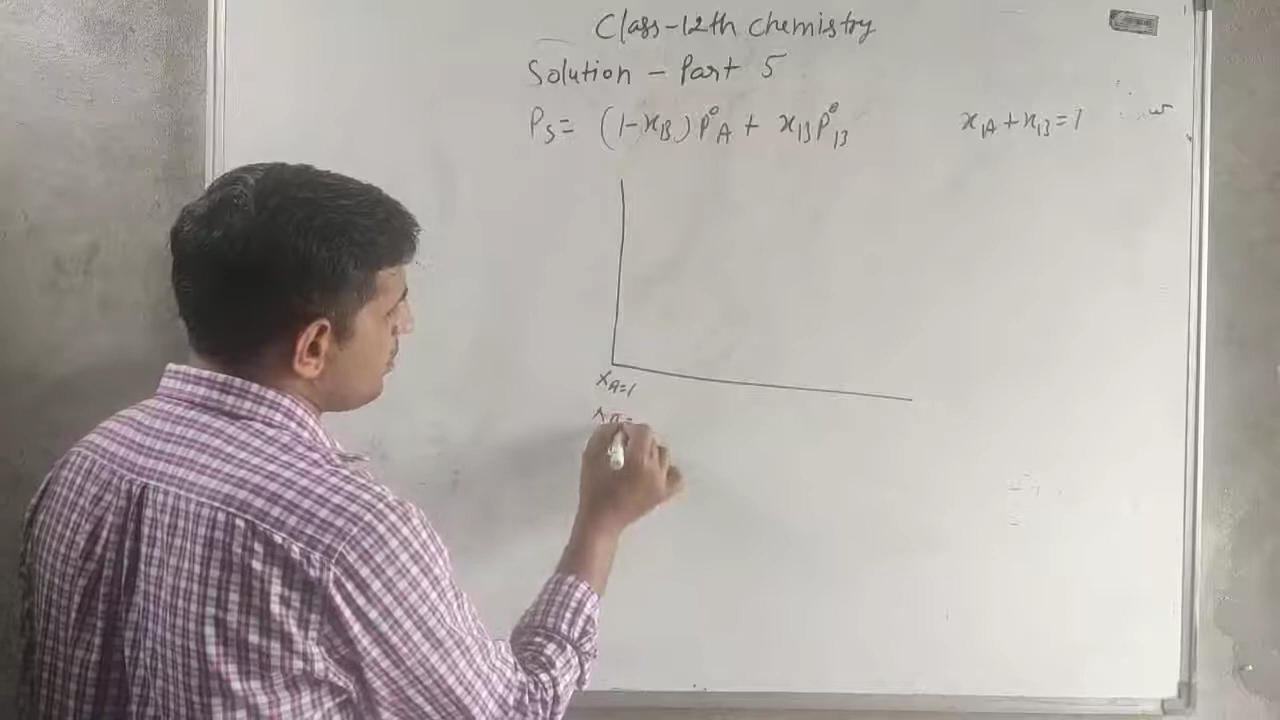 Class-12th Chemistry
Solution - Part 5
Ps = (1-xB) P°A + xB P°B xA + xB = 1
xA=1